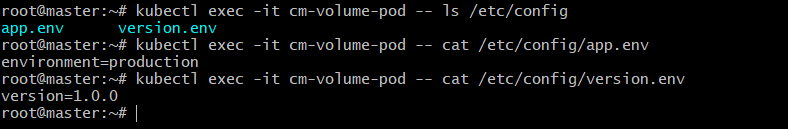 root@master:~# kubectl exec -it cm-volume-pod -- ls /etc/config
app.env     version.env
root@master:~# kubectl exec -it cm-volume-pod -- cat /etc/config/app.env
environment=production
root@master:~# kubectl exec -it cm-volume-pod -- cat /etc/config/version.env
version=1.0.0
root@master:~#